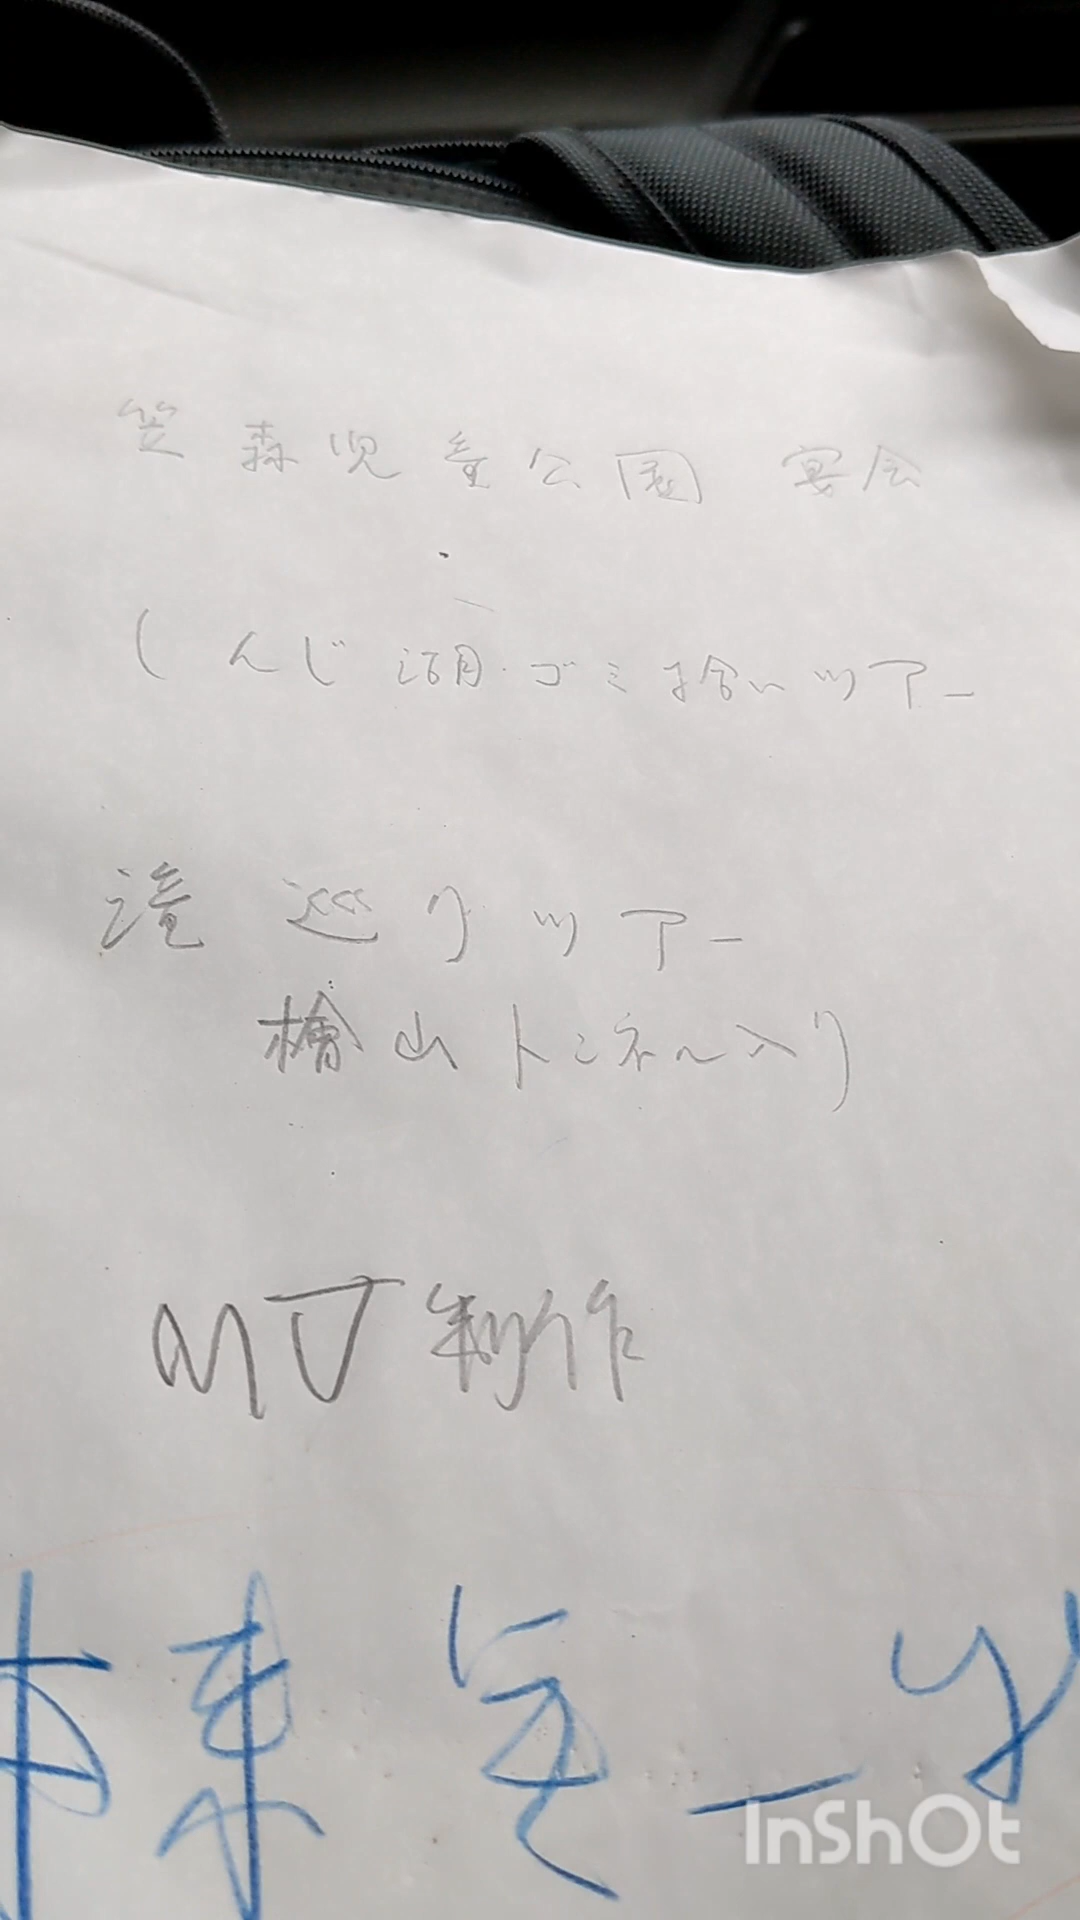 笠森児童公園 宴会
しんじ湖・ゴミ拾いツアー
滝巡りツアー
檜山トンネル入り
MV制作
InShOt